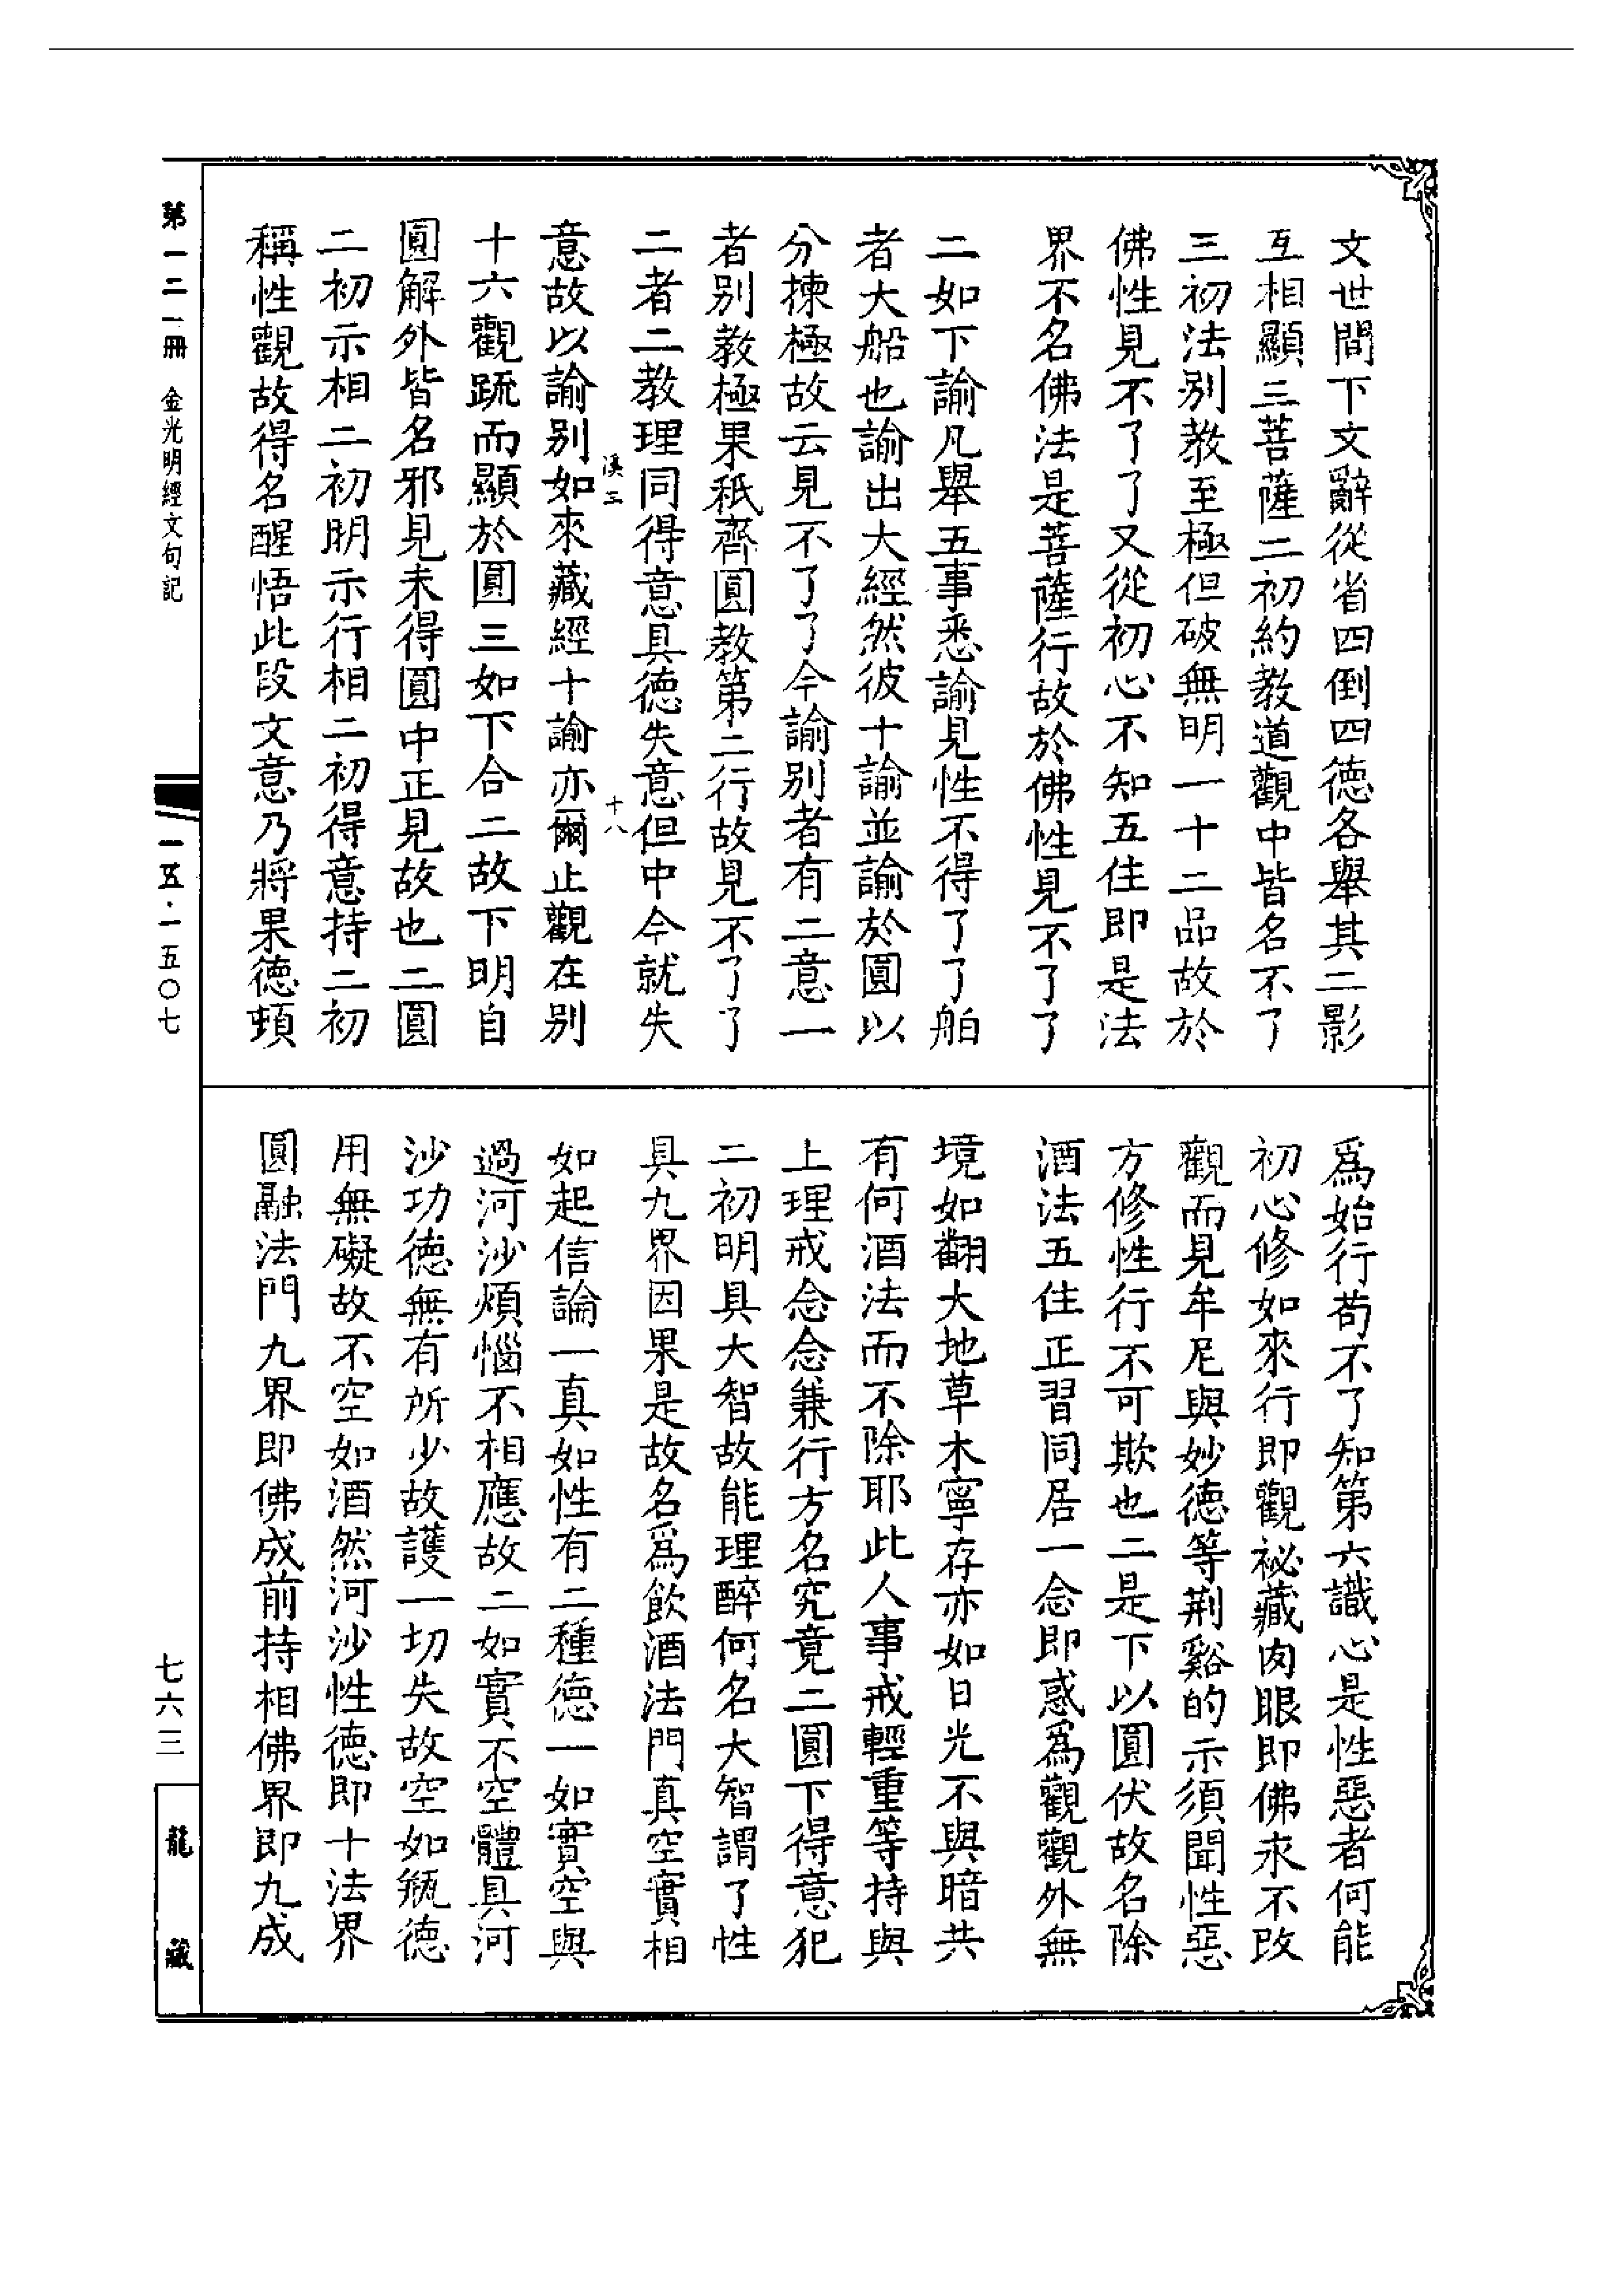 文世間下文辭從省四倒四德各舉其二影
互相顯三菩薩二初約教道觀中皆名不了
三初法別教至極但破無明一十二品故於
佛性見不了了又從初心不知五住即是法
界不名佛法是菩薩行故於佛性見不了了
二如下諭凡舉五事悉諭見性不得了了舶
者大船也諭出大經然彼十諭並諭於圓以
分揀極故云見不了了今諭別者有二意一
者別教極果秖齊圓教第二行故見不了了
二者二教理同得意具德失意但中今就失
溪三 十八
意故以諭別如來藏經十諭亦爾止觀在別
十六觀䟽而顯於圓三如下合二故下明自
圓解外皆名邪見未得圓中正見故也二圓
二初示相二初明示行相二初得意持二初
稱性觀故得名醒悟此段文意乃將果德頓
爲始行苟不了知第六識心是性惡者何能
初心修如來行即觀祕藏肉眼即佛永不改
觀而見牟尼與妙德等荆谿的示須聞性惡
方修性行不可欺也二是下以圓伏故名除
酒法五住正習同居一念即惑爲觀觀外無
境如翻大地草木寧存亦如日光不與暗共
有何酒法而不除耶此人事戒輕重等持與
上理戒念念兼行方名究竟二圓下得意犯
二初明具大智故能理醉何名大智謂了性
具九界因果是故名爲飲酒法門真空實相
如起信論一真如性有二種德一如實空與
過河沙煩惱不相應故二如實不空體具河
沙功德無有所少故護一切失故空如瓶德
用無礙故不空如酒然河沙性德即十法界
圓融法門九界即佛成前持相佛界即九成
第一二一冊 金光明經文句記
一五·一五〇七
七六三
龍藏